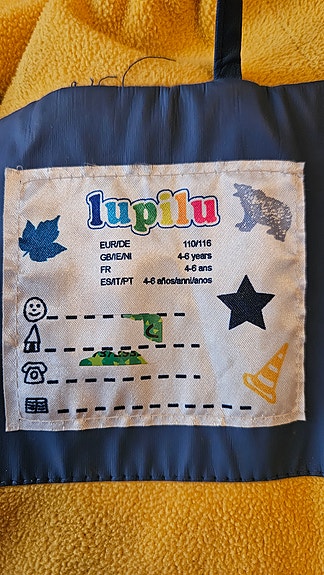 lupilu
EUR/DE 110/116
GB/IE/NI 4-6 years
FR 4-6 ans
ES/IT/PT 4-6 años/anni/anos